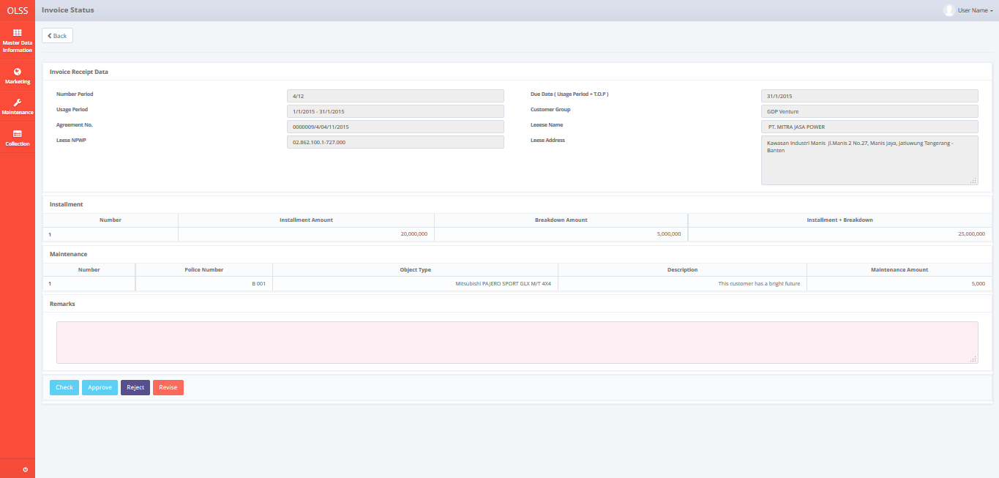 OLSS
Invoice Status
User Name
Master Data
Information
Marketing
Maintenance
Collection
Back
Invoice Receipt Data
Number Period
4/12
Due Date ( Usage Period + T.O.P )
31/1/2015
Usage Period
1/1/2015 - 31/1/2015
Customer Group
GDP Venture
Agreement No.
0000009/4/04/11/2015
Leeese Name
PT. MITRA JASA POWER
Leese NPWP
02.862.100.1-727.000
Leese Address
Kawasan Industri Manis Jl.Manis 2 No.27, Manis Jaya, Jatiuwung Tangerang -
Banten
Installment
Number Installment Amount Breakdown Amount Installment + Breakdown
1 20,000,000 5,000,000 25,000,000
Maintenance
Number Police Number Object Type Description Maintenance Amount
1 B 001 Mitsubishi PAJERO SPORT GLX M/T 4X4 This customer has a bright future 5,000
Remarks
Check Approve Reject Revise